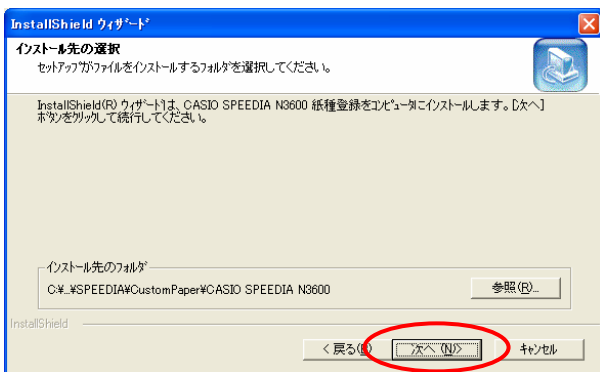 InstallShield ウィザード
インストール先の選択
セットアップがファイルをインストールするフォルダを選択してください。
InstallShield(R) ウィザードは、CASIO SPEEDIA N3600 紙種登録をコンピュータにインストールします。[次へ]
ボタンをクリックして続行してください。
インストール先のフォルダ
C:¥...¥SPEEDIA¥CustomPaper¥CASIO SPEEDIA N3600
参照(R)...
InstallShield
< 戻る(B)
次へ (N)>
キャンセル